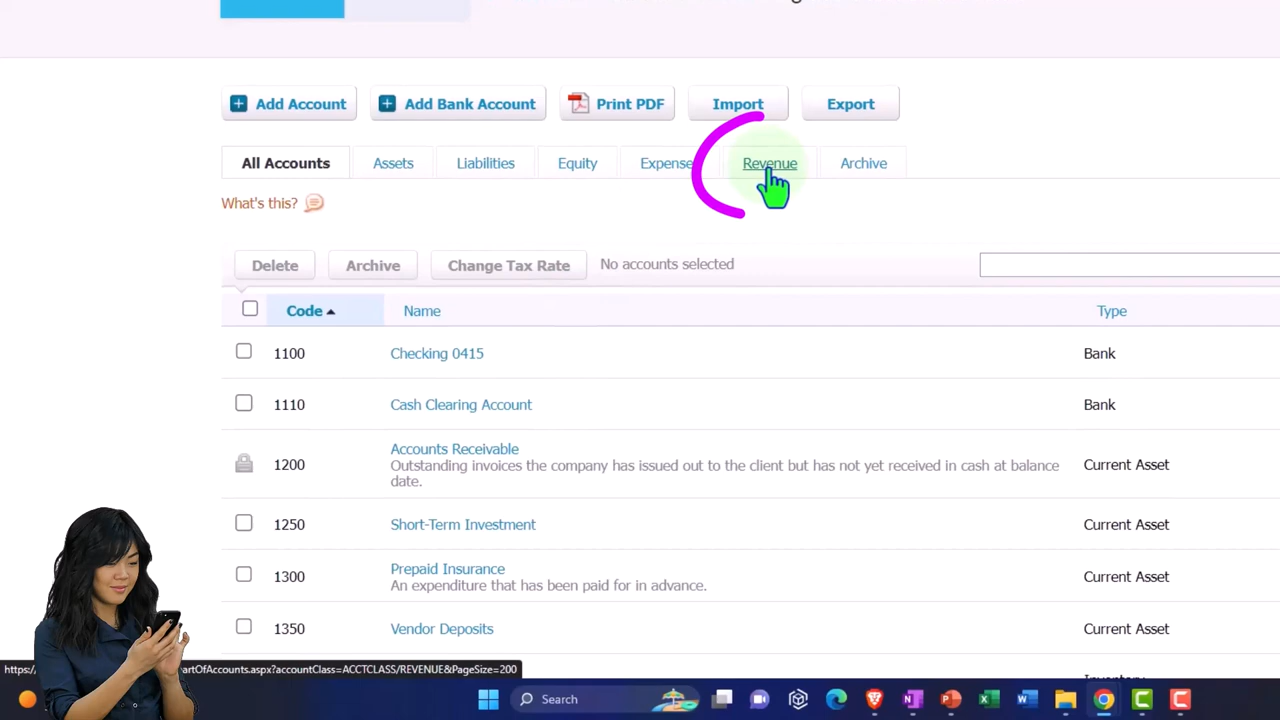 Add Account
Add Bank Account
Print PDF
Import
Export
All Accounts
Assets
Liabilities
Equity
Revenue
Archive
What's this?
Delete
Archive
Change Tax Rate
No accounts selected
Code
Name
Type
1100
Checking 0415
Bank
1110
Cash Clearing Account
Bank
1200
Accounts Receivable
Outstanding invoices the company has issued out to the client but has not yet received in cash at balance
date.
Current Asset
1250
Short-Term Investment
Current Asset
1300
Prepaid Insurance
An expenditure that has been paid for in advance.
Current Asset
1350
Vendor Deposits
Current Asset
artOfAccounts.aspx?accountClass=ACCTCLASS/REVENUE&PageSize=200
Search